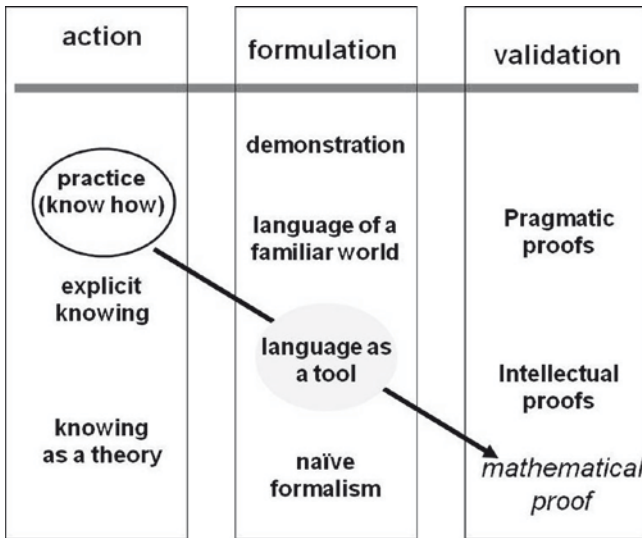 action
formulation
validation
practice
(know how)
explicit
knowing
knowing
as a theory
demonstration
language of a
familiar world
language as
a tool
naïve
formalism
Pragmatic
proofs
Intellectual
proofs
mathematical
proof